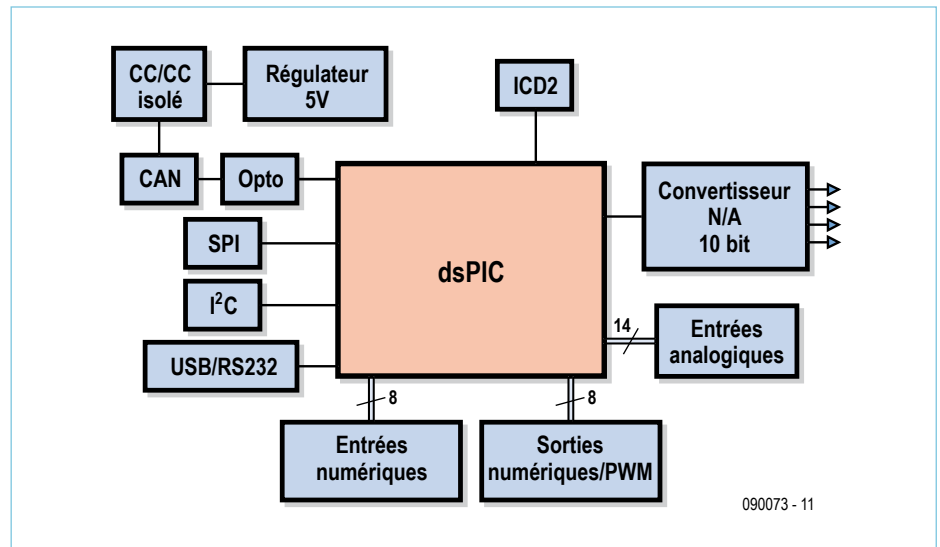 CC/CC
isolé
Régulateur
5V
ICD2
CAN
Opto
Convertisseur
N/A
10 bit
SPI
dsPIC
I²C
14
Entrées
analogiques
USB/RS232
8
8
Entrées
numériques
Sorties
numériques/PWM
090073 - 11